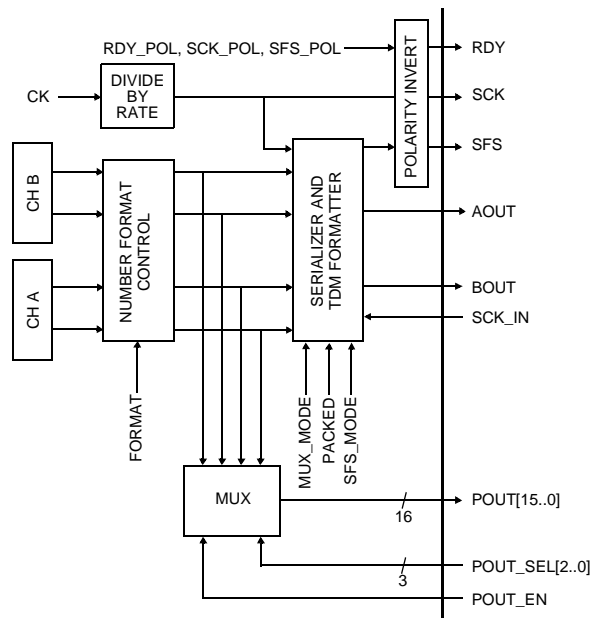 RDY_POL, SCK_POL, SFS_POL
RDY
CK
DIVIDE
BY
RATE
SCK
POLARITY INVERT
SFS
CH B
NUMBER FORMAT
CONTROL
SERIALIZER AND
TDM FORMATTER
AOUT
CH A
BOUT
SCK_IN
FORMAT
MUX_MODE
PACKED
SFS_MODE
MUX
16
POUT[15..0]
3
POUT_SEL[2..0]
POUT_EN